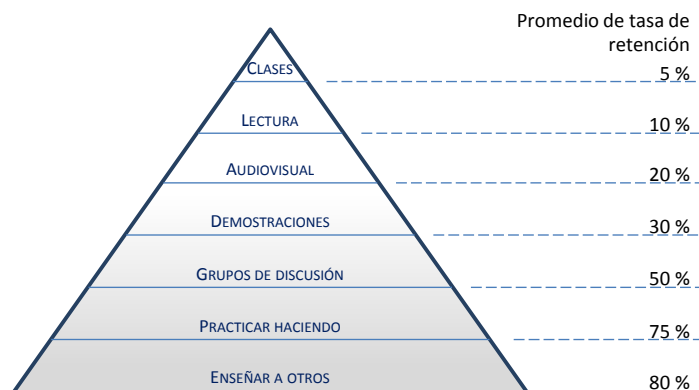 Promedio de tasa de
retención
CLASES
5 %
LECTURA
10 %
AUDIOVISUAL
20 %
DEMOSTRACIONES
30 %
GRUPOS DE DISCUSIÓN
50 %
PRACTICAR HACIENDO
75 %
ENSEÑAR A OTROS
80 %